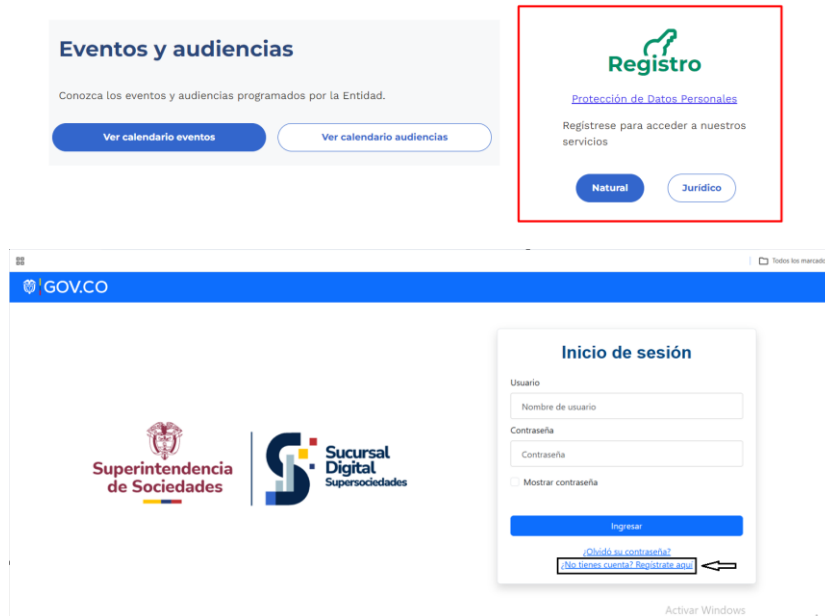 Eventos y audiencias
Conozca los eventos y audiencias programados por la Entidad.
Ver calendario eventos
Ver calendario audiencias
Registro
Protección de Datos Personales
Regístrese para acceder a nuestros
servicios
Natural
Jurídico
Todos los marcado
GOV.CO
Superintendencia
de Sociedades
Sucursal
Digital
Supersociedades
Inicio de sesión
Usuario
Nombre de usuario
Contraseña
Contraseña
Mostrar contraseña
Ingresar
¿Olvidó su contraseña?
¿No tienes cuenta? Regístrate aquí
Activar Windows